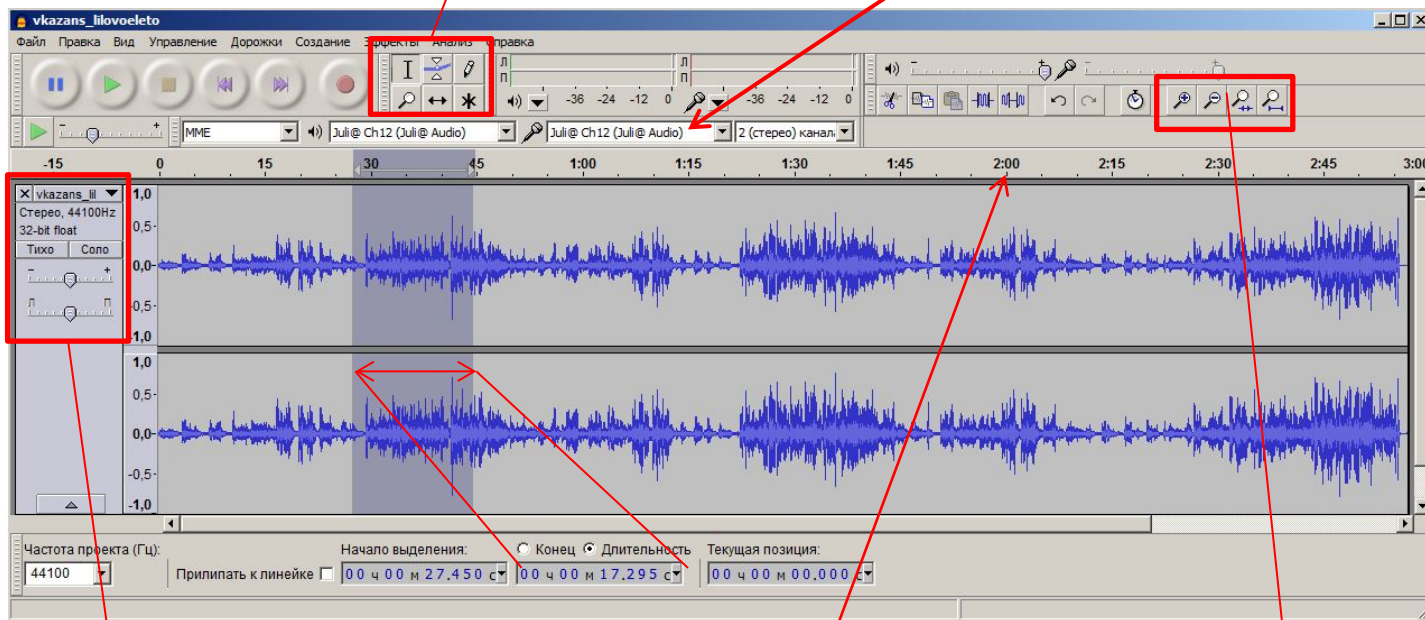 vkazans_lilovoeleto
Файл Правка Вид Управление Дорожки Создание Эффекты Анализ Справка
Л
П
Л
П
-36 -24 -12 0
-36 -24 -12 0
MME
Juli@ Ch12 (Juli@ Audio)
Juli@ Ch12 (Juli@ Audio)
2 (стерео) канал
-15 0 15 30 45 1:00 1:15 1:30 1:45 2:00 2:15 2:30 2:45 3:00
vkazans_lil
Стерео, 44100Hz
32-bit float
Тихо Соло
- +
Л П
1,0
0,5-
0,0-
-0,5-
-1,0
1,0
0,5-
0,0-
-0,5-
-1,0
Частота проекта (Гц):
Начало выделения:
Конец
Длительность
Текущая позиция:
44100
Прилипать к линейке
00 ч 00 м 27.450 с
00 ч 00 м 17.295 с
00 ч 00 м 00.000 с